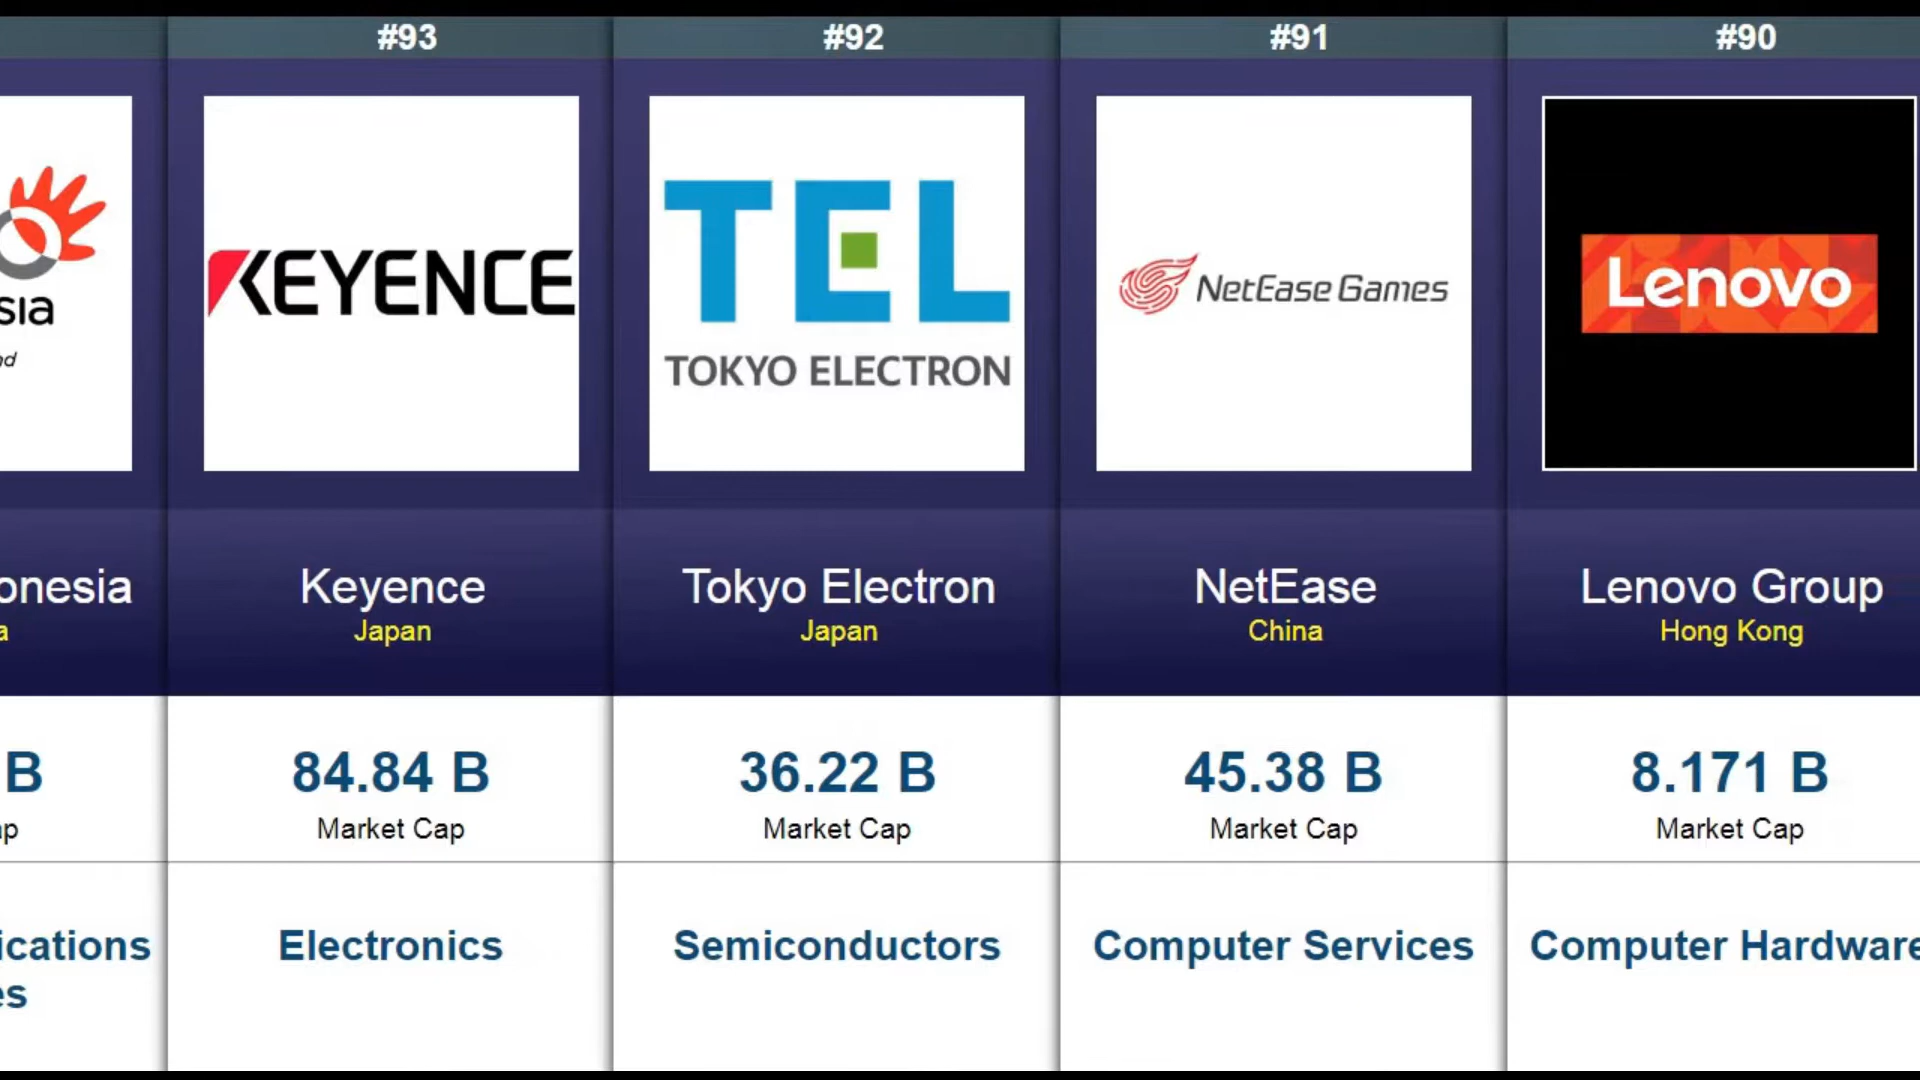 #93
#92
#91
#90
sia
nd
KEYENCE
TEL
TOKYO ELECTRON
NetEase Games
Lenovo
onesia
a
Keyence
Japan
Tokyo Electron
Japan
NetEase
China
Lenovo Group
Hong Kong
B
ap
84.84 B
Market Cap
36.22 B
Market Cap
45.38 B
Market Cap
8.171 B
Market Cap
ications
es
Electronics
Semiconductors
Computer Services
Computer Hardware